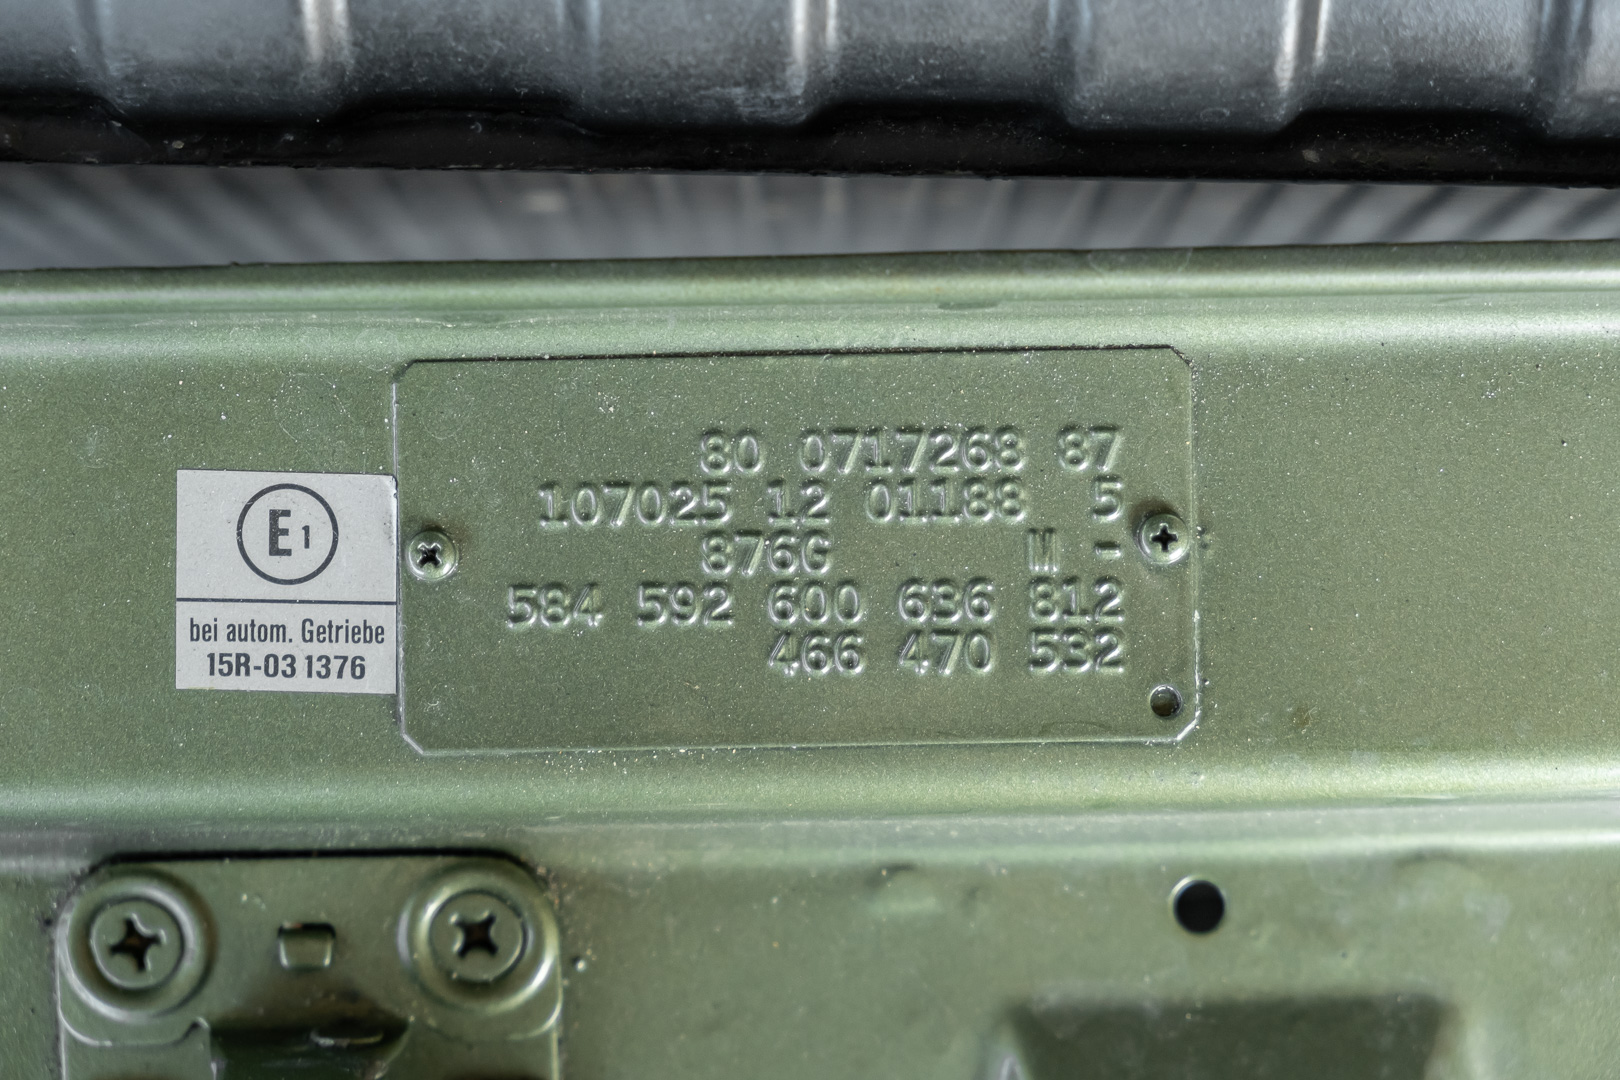 E 1
bei autom. Getriebe
15R-03 1376
80 0717268 87
107025 12 01188 5
876G M -
584 592 600 636 812
466 470 532